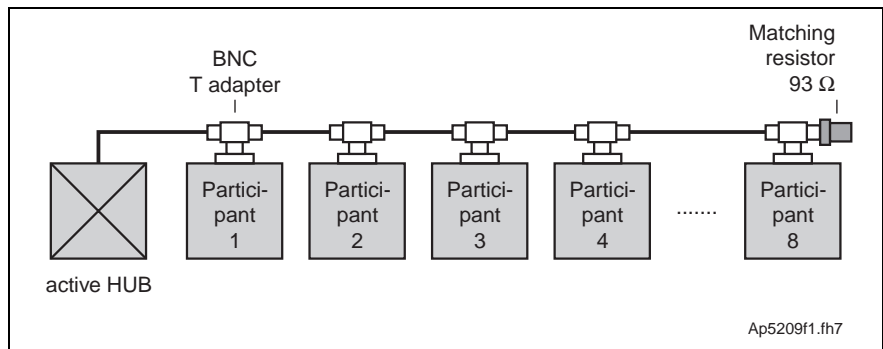 BNC
T adapter
Matching
resistor
93 Ω
Partici-
pant
1
Partici-
pant
2
Partici-
pant
3
Partici-
pant
4
.......
Partici-
pant
8
active HUB
Ap5209f1.fh7